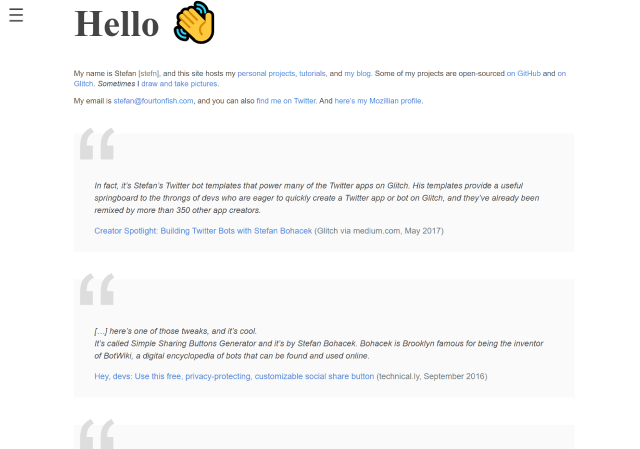 Hello
My name is Stefan [stefn], and this site hosts my personal projects, tutorials, and my blog. Some of my projects are open-sourced on GitHub and on
Glitch. Sometimes I draw and take pictures.
My email is stefan@fourtonfish.com, and you can also find me on Twitter. And here's my Mozillian profile.
In fact, it's Stefan's Twitter bot templates that power many of the Twitter apps on Glitch. His templates provide a useful
springboard to the throngs of devs who are eager to quickly create a Twitter app or bot on Glitch, and they've already been
remixed by more than 350 other app creators.
Creator Spotlight: Building Twitter Bots with Stefan Bohacek (Glitch via medium.com, May 2017)
[…] here's one of those tweaks, and it's cool.
It's called Simple Sharing Buttons Generator and it's by Stefan Bohacek. Bohacek is Brooklyn famous for being the inventor
of BotWiki, a digital encyclopedia of bots that can be found and used online.
Hey, devs: Use this free, privacy-protecting, customizable social share button (technical.ly, September 2016)